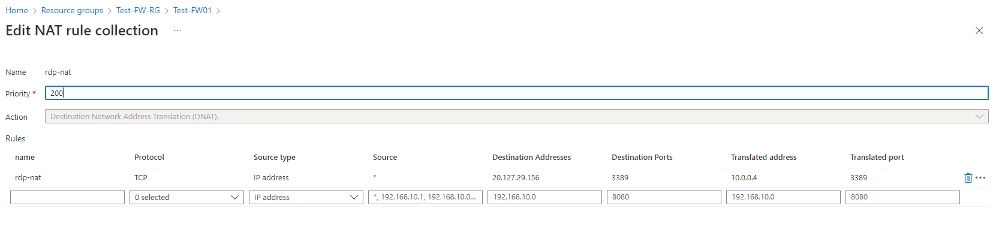 Home > Resource groups > Test-FW-RG > Test-FW01 >
Edit NAT rule collection ...
Name rdp-nat
Priority * 200
Action Destination Network Address Translation (DNAT).
Rules
name Protocol Source type Source Destination Addresses Destination Ports Translated address Translated port
rdp-nat TCP IP address * 20.127.29.156 3389 10.0.0.4 3389
0 selected IP address *, 192.168.10.1, 192.168.10.0... 192.168.10.0 8080 192.168.10.0 8080